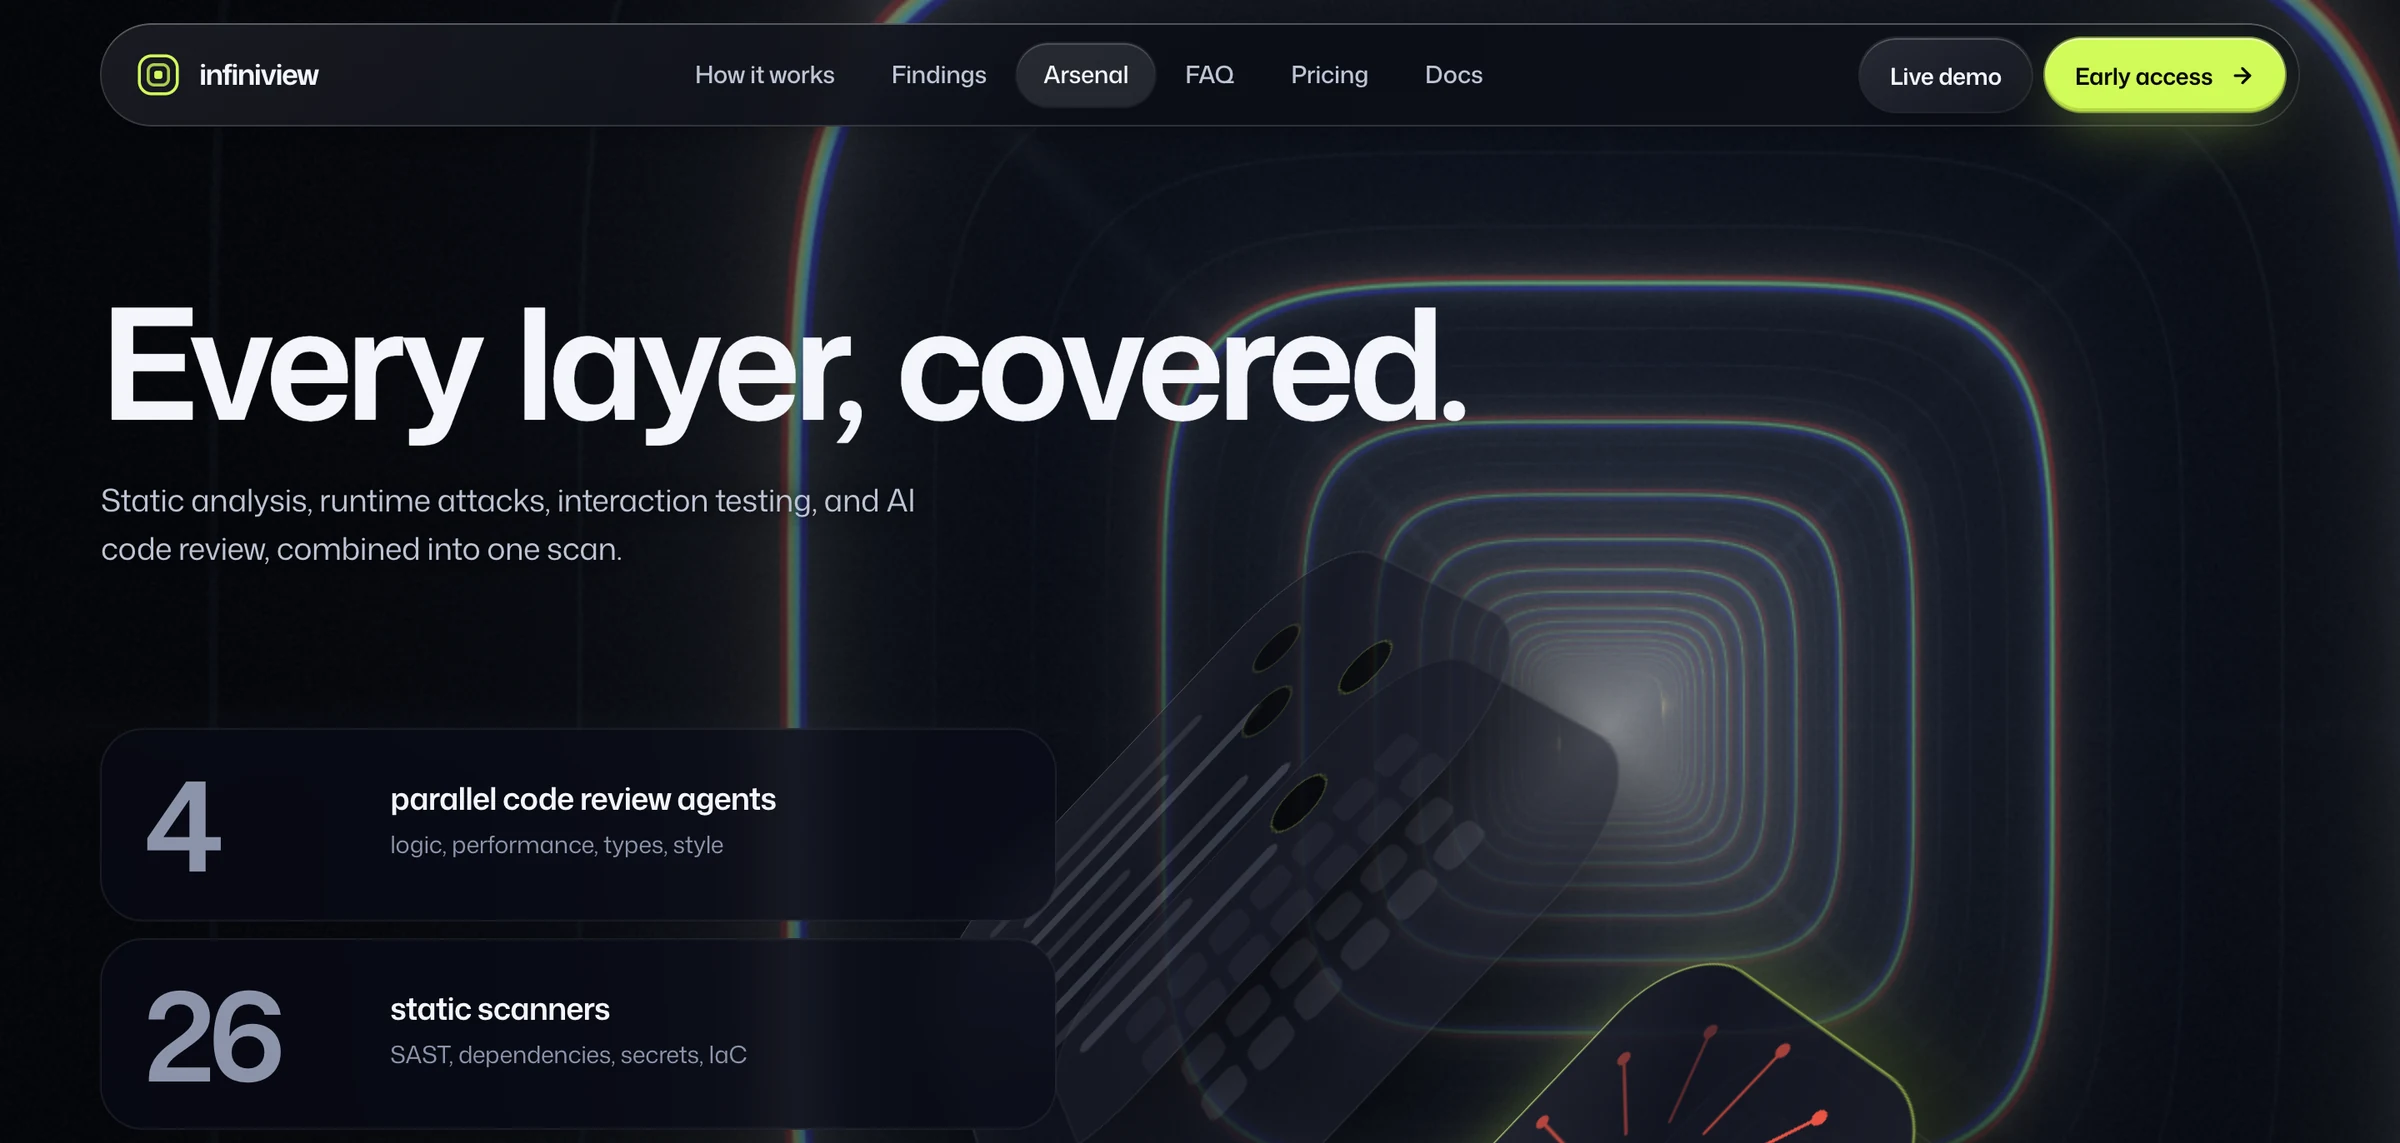 infiniview
How it works
Findings
Arsenal
FAQ
Pricing
Docs
Live demo
Early access
Every layer, covered.
Static analysis, runtime attacks, interaction testing, and AI
code review, combined into one scan.
4
parallel code review agents
logic, performance, types, style
26
static scanners
SAST, dependencies, secrets, IaC